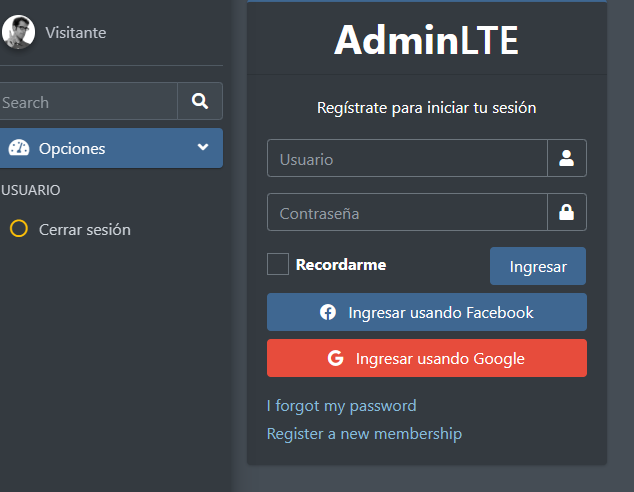 Visitante
Search
Opciones
USUARIO
Cerrar sesión
AdminLTE
Regístrate para iniciar tu sesión
Usuario
Contraseña
Recordarme
Ingresar
Ingresar usando Facebook
Ingresar usando Google
I forgot my password
Register a new membership